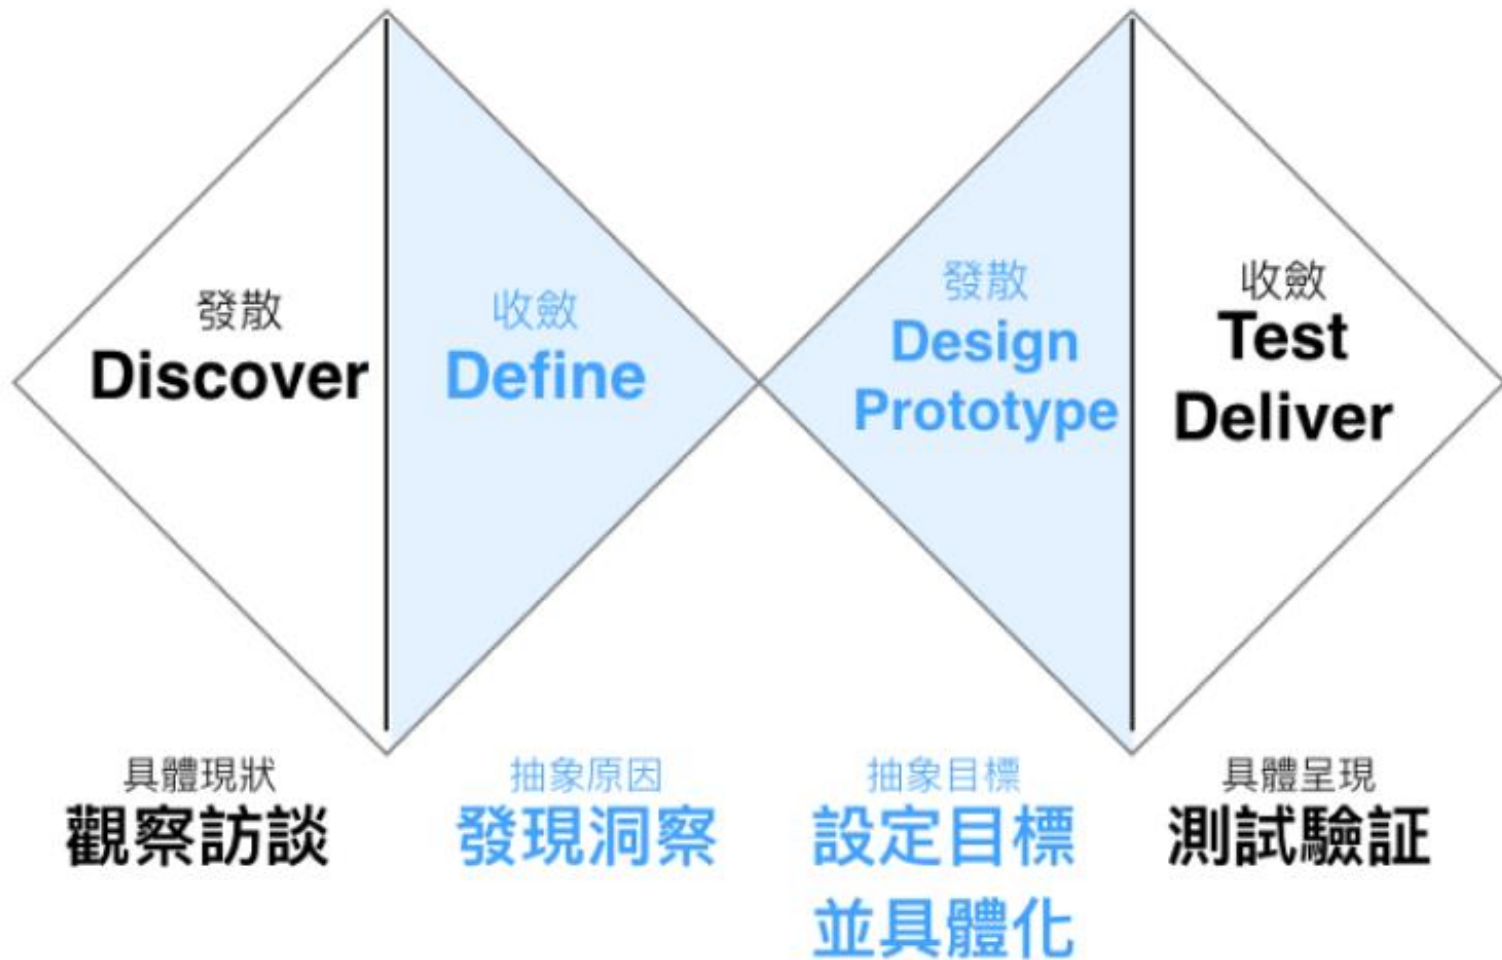 發散
Discover
收斂
Define
發散
Design
Prototype
收斂
Test
Deliver
具體現狀
觀察訪談
抽象原因
發現洞察
抽象目標
設定目標
並具體化
具體呈現
測試驗証